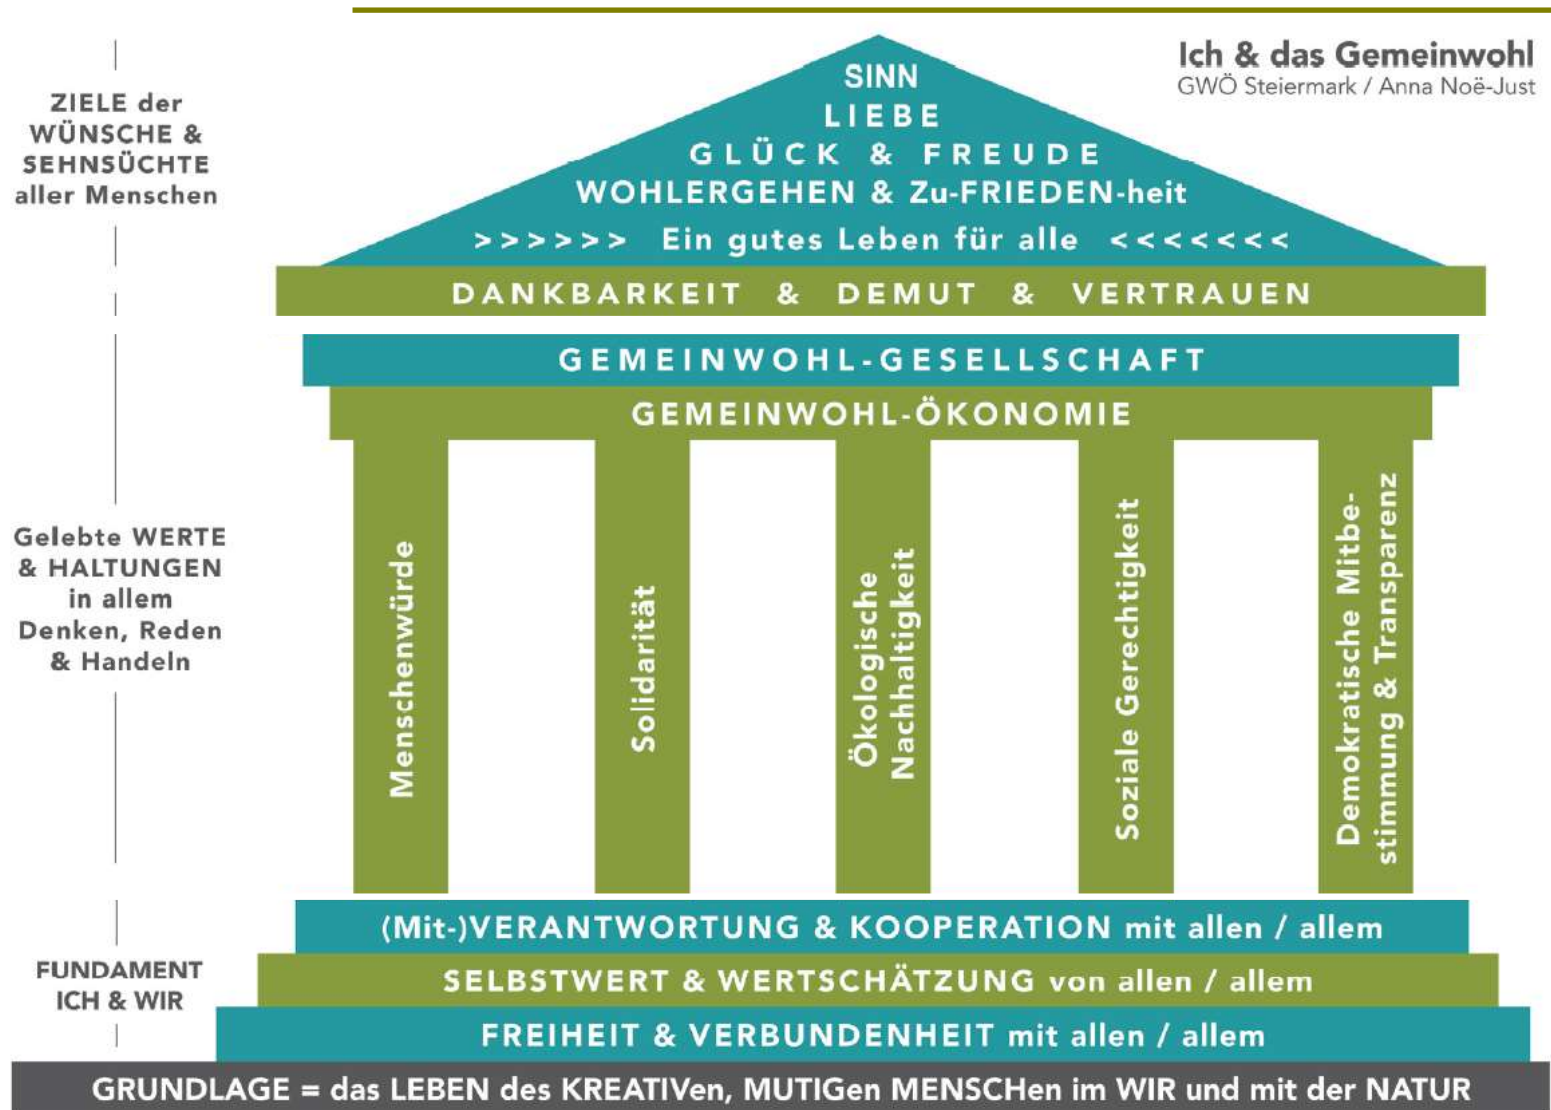 Ich & das Gemeinwohl
GWÖ Steiermark / Anna Noë-Just
ZIELE der
WÜNSCHE &
SEHNSÜCHTE
aller Menschen
SINN
LIEBE
GLÜCK & FREUDE
WOHLERGEHEN & Zu-FRIEDEN-heit
>>>>>> Ein gutes Leben für alle <<<<<<<
DANKBARKEIT & DEMUT & VERTRAUEN
GEMEINWOHL-GESELLSCHAFT
GEMEINWOHL-ÖKONOMIE
Gelebte WERTE
& HALTUNGEN
in allem
Denken, Reden
& Handeln
Menschenwürde
Solidarität
Ökologische
Nachhaltigkeit
Soziale Gerechtigkeit
Demokratische Mitbe-
stimmung & Transparenz
(Mit-)VERANTWORTUNG & KOOPERATION mit allen / allem
FUNDAMENT
ICH & WIR
SELBSTWERT & WERTSCHÄTZUNG von allen / allem
FREIHEIT & VERBUNDENHEIT mit allen / allem
GRUNDLAGE = das LEBEN des KREATIVen, MUTIGen MENSCHen im WIR und mit der NATUR